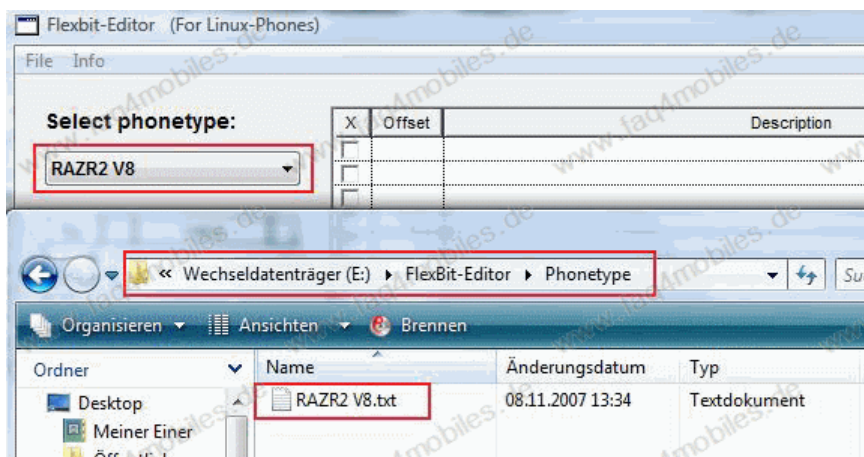 Flexbit-Editor (For Linux-Phones)
File Info
Select phonetype:
X Offset Description
RAZR2 V8
« Wechseldatenträger (E:) FlexBit-Editor Phonetype
Organisieren Ansichten Brennen
Ordner Name Änderungsdatum Typ
Desktop RAZR2 V8.txt 08.11.2007 13:34 Textdokument
Meiner Einer
www.faq4mobiles.de